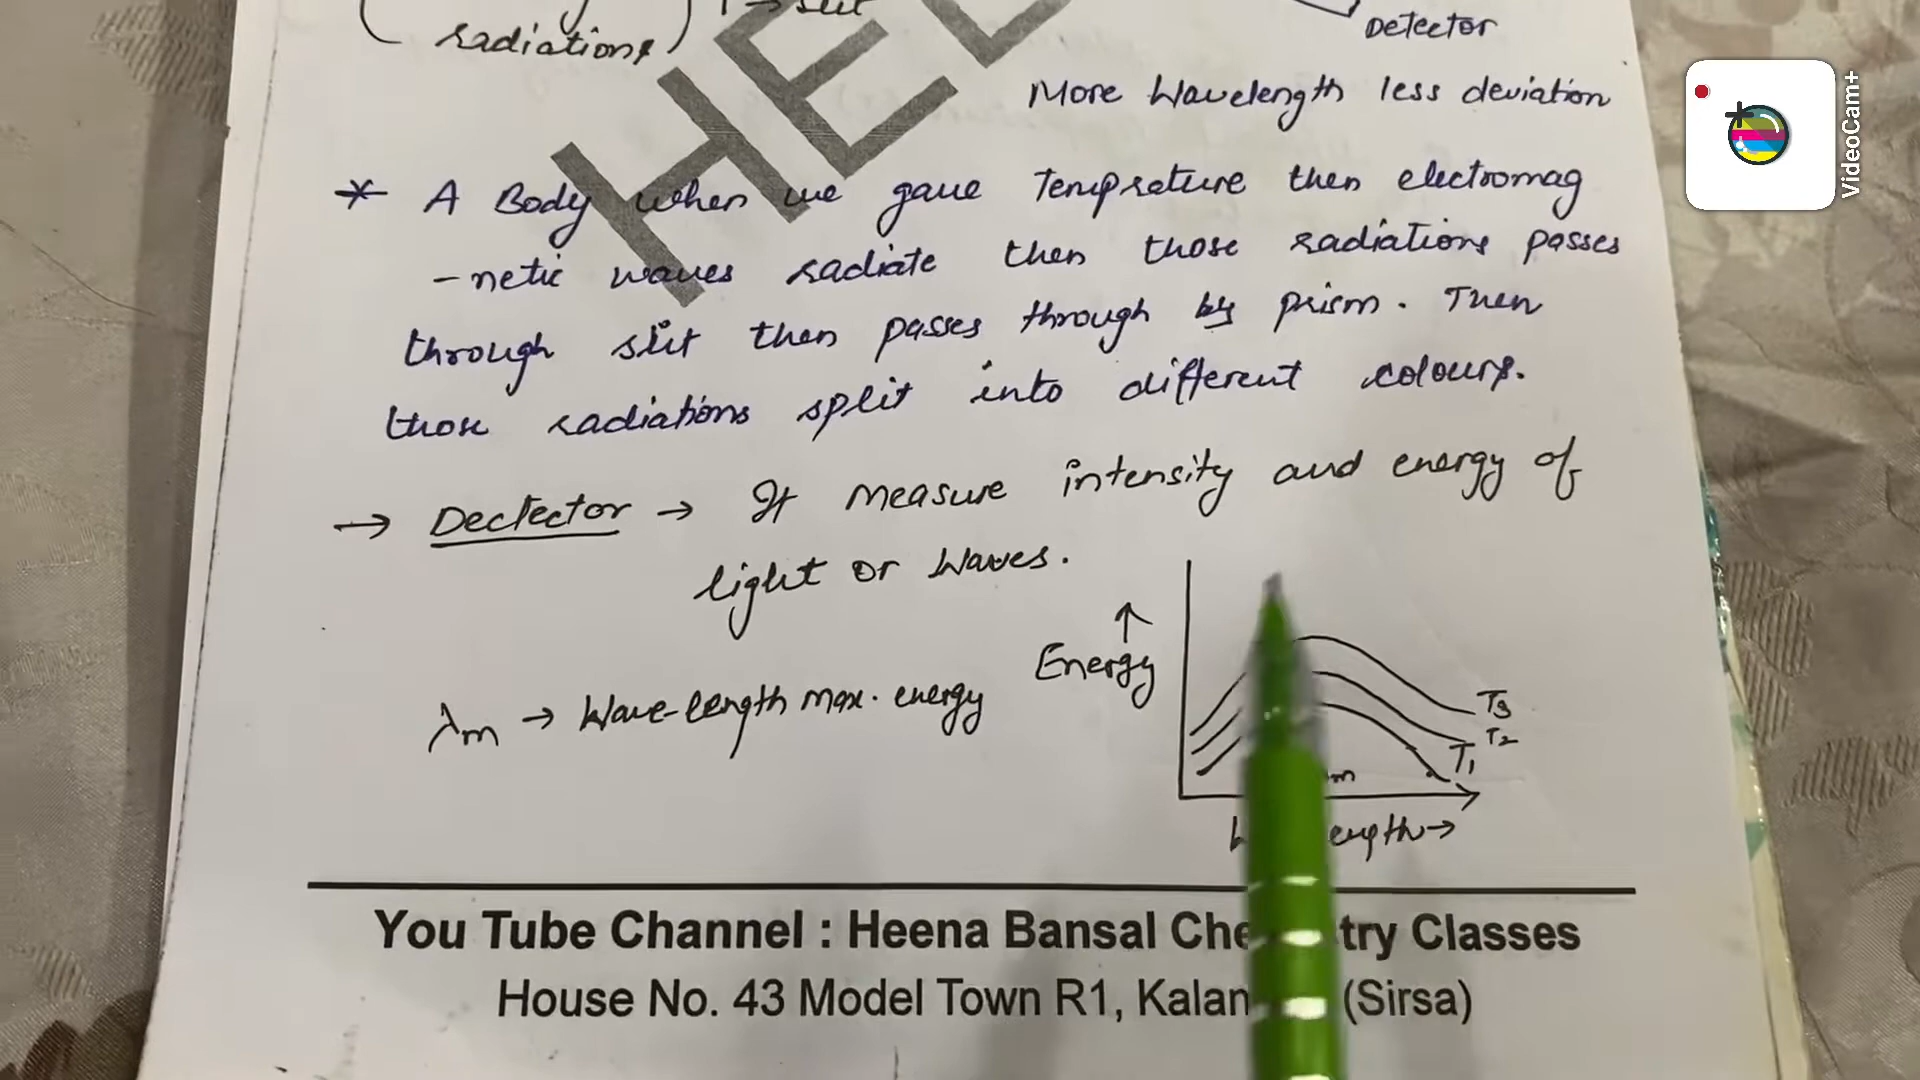 → slit
radiations)
Detector
HEE
More Wavelength less deviation
* A Body when we gave Temprature then electromag
-netic waves radiate then those radiations passes
through slit then passes through by prism. Then
those radiations split into different colours.
→ Dectector → It measure intensity and energy of
light or waves.
↑
Energy
λm → Wave-length max. energy
T3
T2
T1
m
ength→
You Tube Channel : Heena Bansal Che try Classes
House No. 43 Model Town R1, Kalan (Sirsa)
VideoCam+